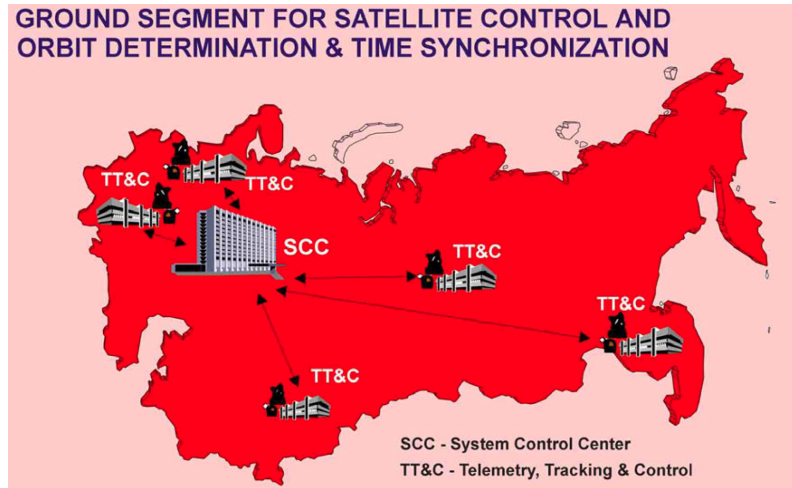 GROUND SEGMENT FOR SATELLITE CONTROL AND
ORBIT DETERMINATION & TIME SYNCHRONIZATION
TT&C
TT&C
SCC
TT&C
TT&C
TT&C
SCC - System Control Center
TT&C - Telemetry, Tracking & Control